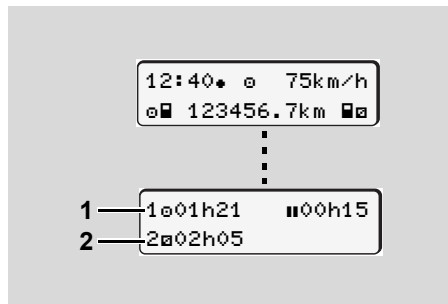 12:40● ⊙ 75km/h
⊙▮ 123456.7km ▮⧄
1 1⊙01h21 ▮▮00h15
2 2⧄02h05